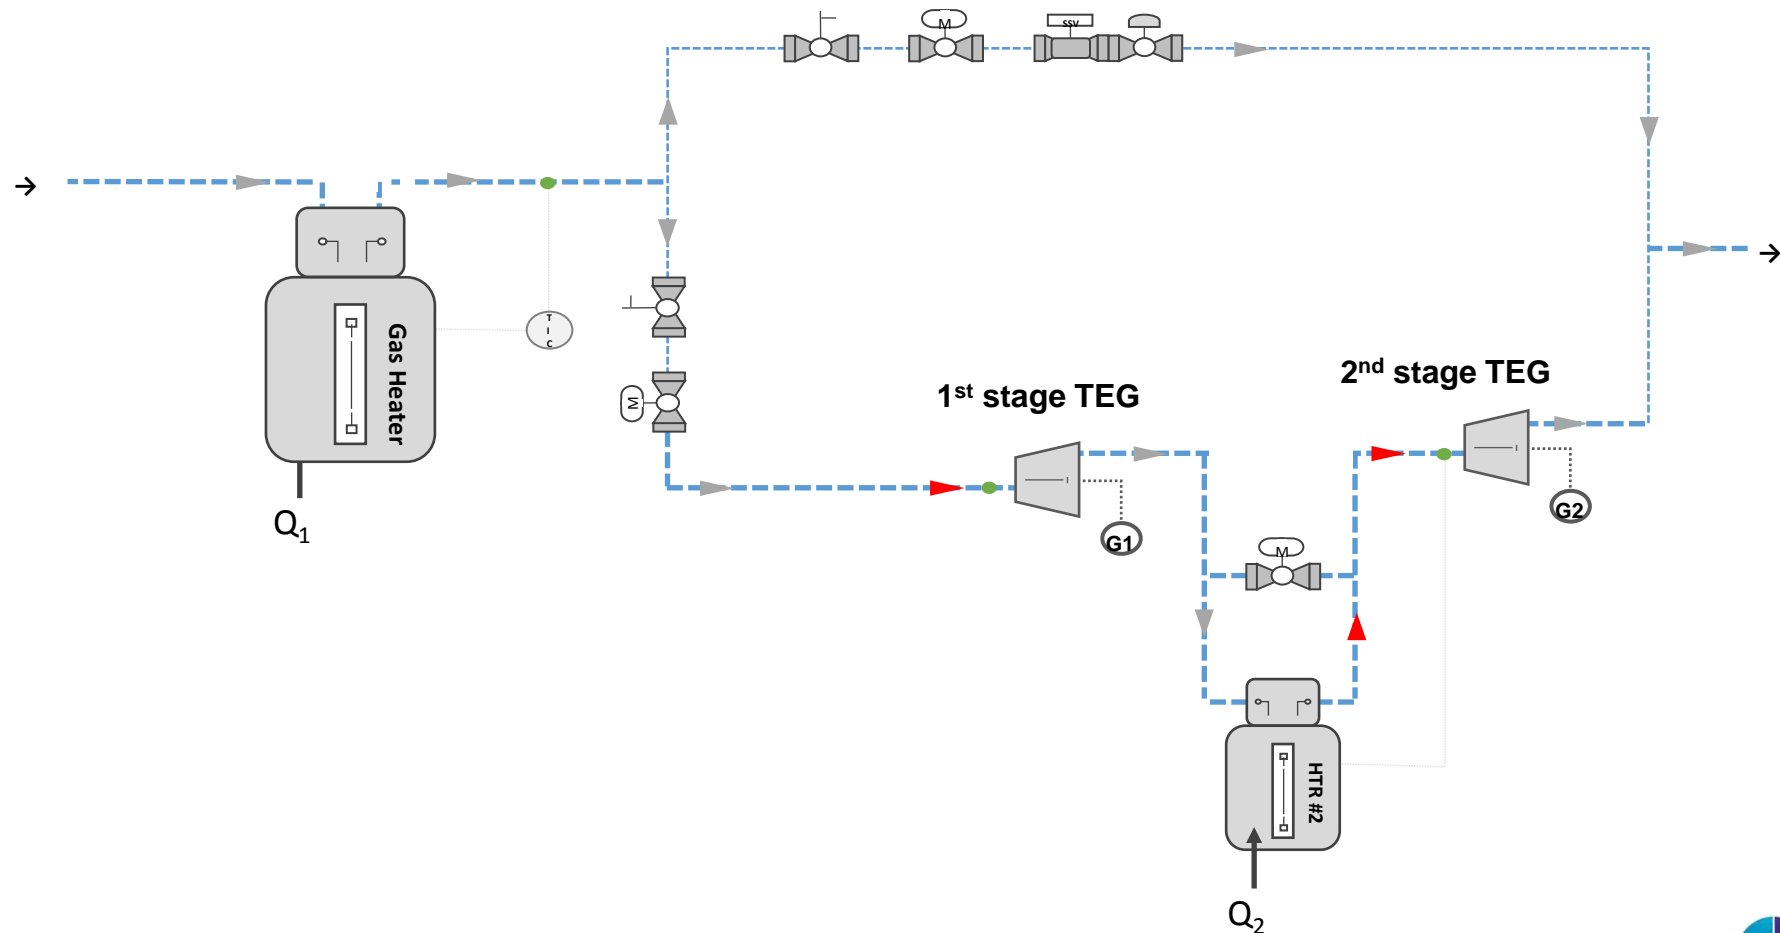 M
SSV
→
→
T
I
C
Gas Heater
M
2nd stage TEG
1st stage TEG
G2
Q1
G1
M
HTR #2
Q2